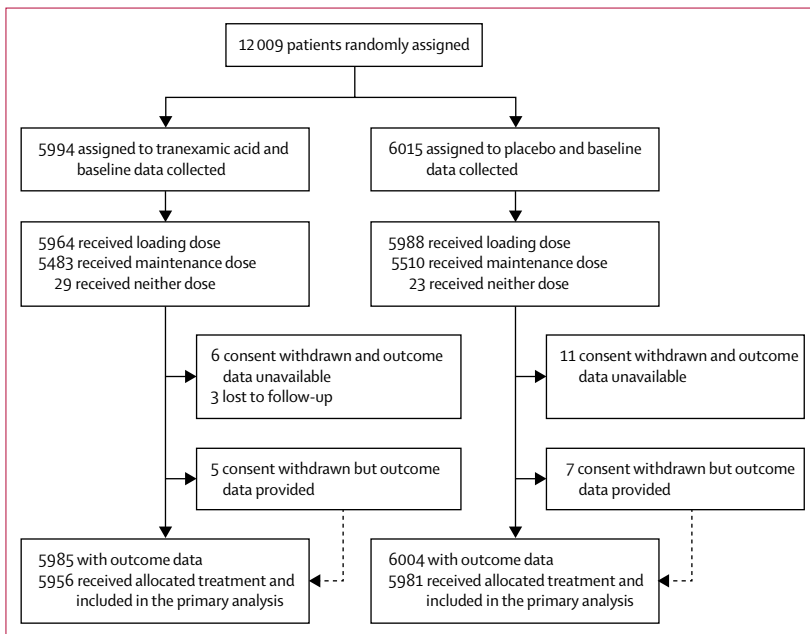 12 009 patients randomly assigned
5994 assigned to tranexamic acid and
baseline data collected
6015 assigned to placebo and baseline
data collected
5964 received loading dose
5483 received maintenance dose
29 received neither dose
5988 received loading dose
5510 received maintenance dose
23 received neither dose
6 consent withdrawn and outcome
data unavailable
3 lost to follow-up
11 consent withdrawn and outcome
data unavailable
5 consent withdrawn but outcome
data provided
7 consent withdrawn but outcome
data provided
5985 with outcome data
5956 received allocated treatment and
included in the primary analysis
6004 with outcome data
5981 received allocated treatment and
included in the primary analysis